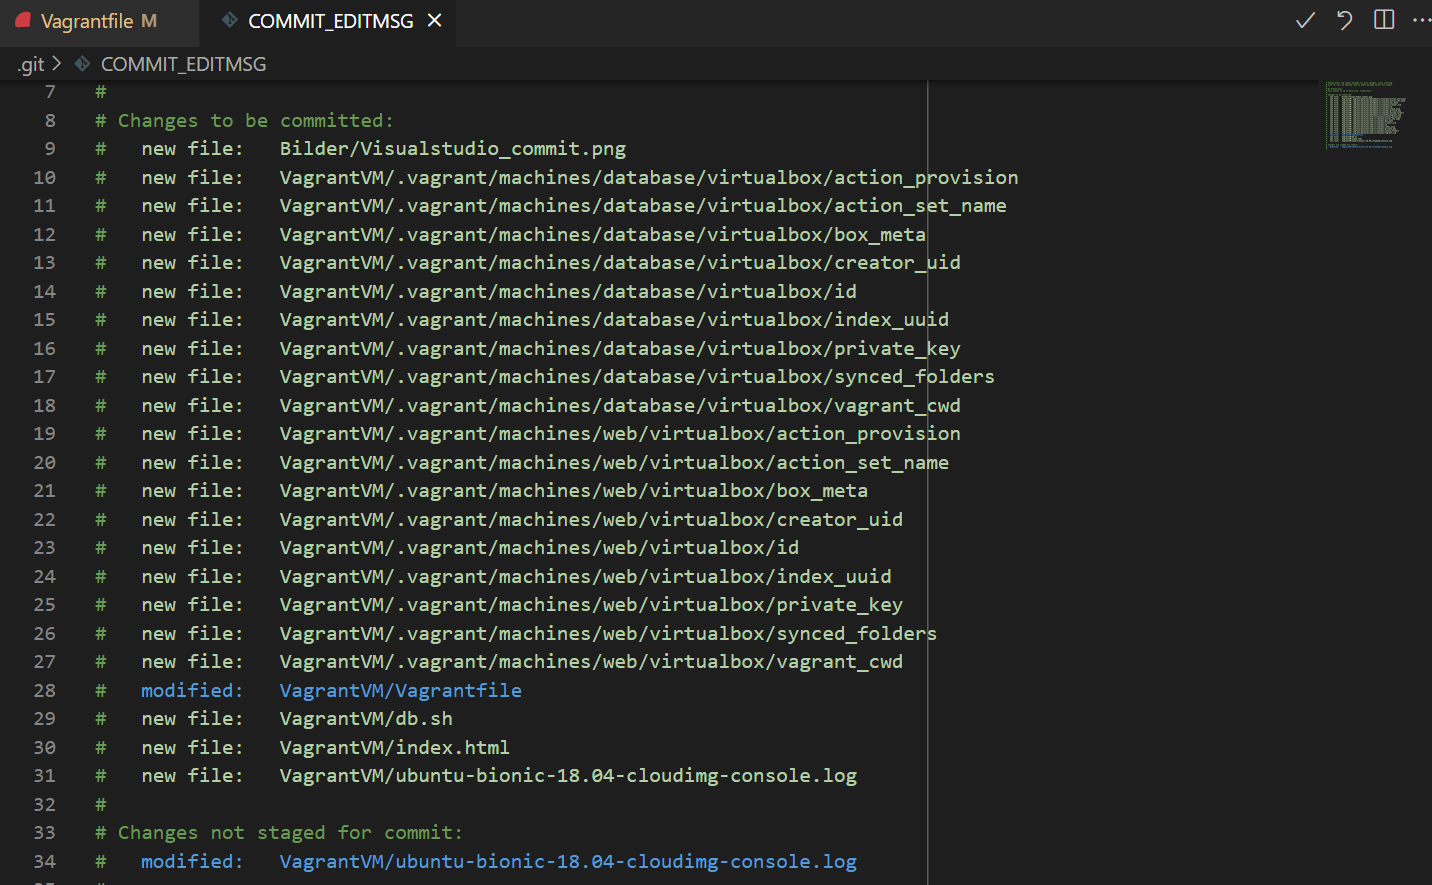 Vagrantfile M COMMIT_EDITMSG
.git > COMMIT_EDITMSG
7 #
8 # Changes to be committed:
9 # new file: Bilder/Visualstudio_commit.png
10 # new file: VagrantVM/.vagrant/machines/database/virtualbox/action_provision
11 # new file: VagrantVM/.vagrant/machines/database/virtualbox/action_set_name
12 # new file: VagrantVM/.vagrant/machines/database/virtualbox/box_meta
13 # new file: VagrantVM/.vagrant/machines/database/virtualbox/creator_uid
14 # new file: VagrantVM/.vagrant/machines/database/virtualbox/id
15 # new file: VagrantVM/.vagrant/machines/database/virtualbox/index_uuid
16 # new file: VagrantVM/.vagrant/machines/database/virtualbox/private_key
17 # new file: VagrantVM/.vagrant/machines/database/virtualbox/synced_folders
18 # new file: VagrantVM/.vagrant/machines/database/virtualbox/vagrant_cwd
19 # new file: VagrantVM/.vagrant/machines/web/virtualbox/action_provision
20 # new file: VagrantVM/.vagrant/machines/web/virtualbox/action_set_name
21 # new file: VagrantVM/.vagrant/machines/web/virtualbox/box_meta
22 # new file: VagrantVM/.vagrant/machines/web/virtualbox/creator_uid
23 # new file: VagrantVM/.vagrant/machines/web/virtualbox/id
24 # new file: VagrantVM/.vagrant/machines/web/virtualbox/index_uuid
25 # new file: VagrantVM/.vagrant/machines/web/virtualbox/private_key
26 # new file: VagrantVM/.vagrant/machines/web/virtualbox/synced_folders
27 # new file: VagrantVM/.vagrant/machines/web/virtualbox/vagrant_cwd
28 # modified: VagrantVM/Vagrantfile
29 # new file: VagrantVM/db.sh
30 # new file: VagrantVM/index.html
31 # new file: VagrantVM/ubuntu-bionic-18.04-cloudimg-console.log
32 #
33 # Changes not staged for commit:
34 # modified: VagrantVM/ubuntu-bionic-18.04-cloudimg-console.log